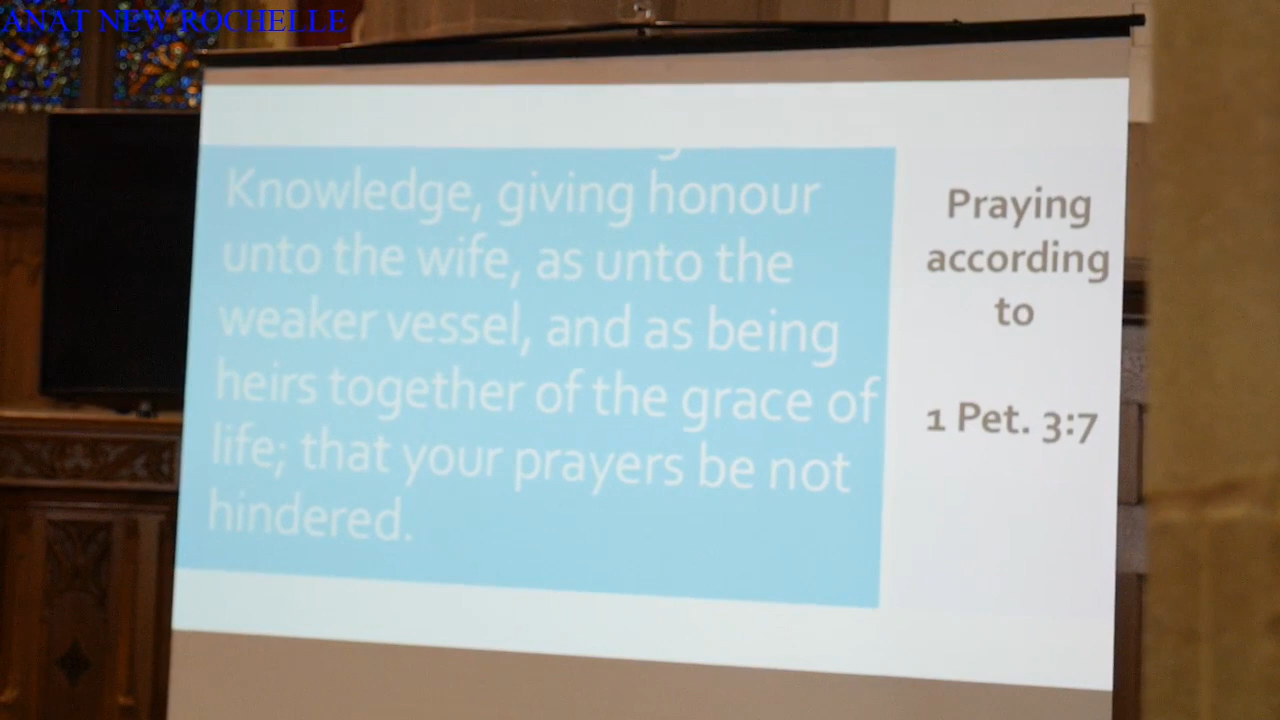 ANAT NEW ROCHELLE
Knowledge, giving honour
unto the wife, as unto the
weaker vessel, and as being
heirs together of the grace of
life; that your prayers be not
hindered.
Praying
according
to
1 Pet. 3:7